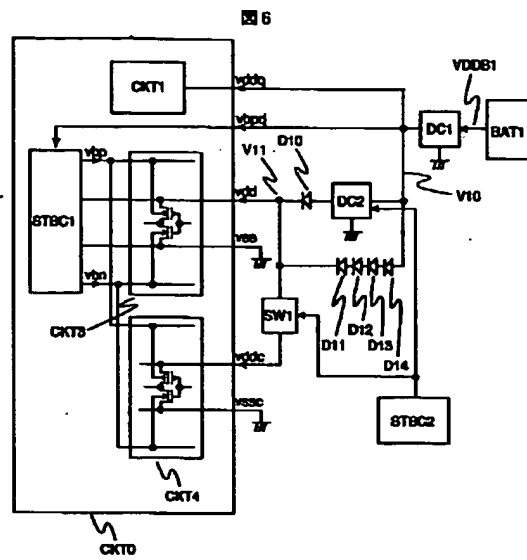 図 6
vddq
VDDB1
CKT1
vbpd
DC1
BAT1
vbp
V11
D10
V10
vdd
DC2
STBC1
vss
vbn
SW1
D11
D12
D13
D14
CKT3
vddc
STBC2
vssc
CKT4
CKT0